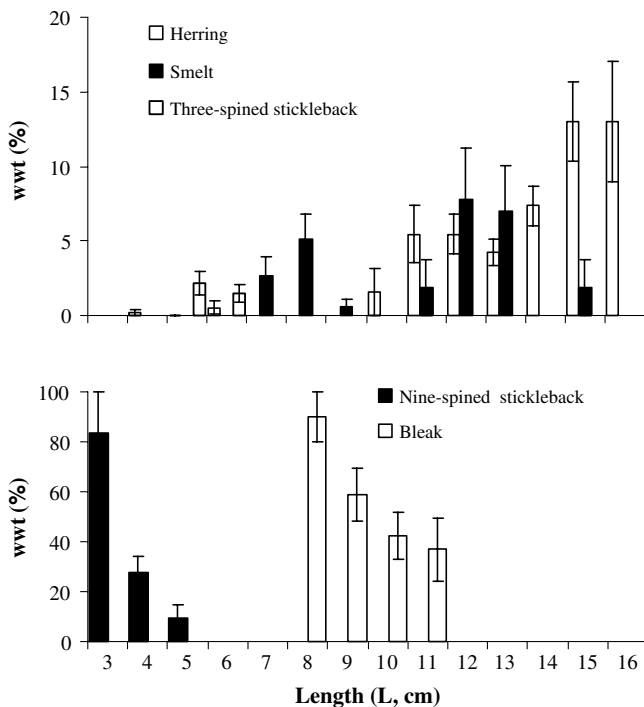 20
15
10
5
0
wwt (%)
Herring
Smelt
Three-spined stickleback
100
80
60
40
20
0
wwt (%)
Nine-spined stickleback
Bleak
3 4 5 6 7 8 9 10 11 12 13 14 15 16
Length (L, cm)